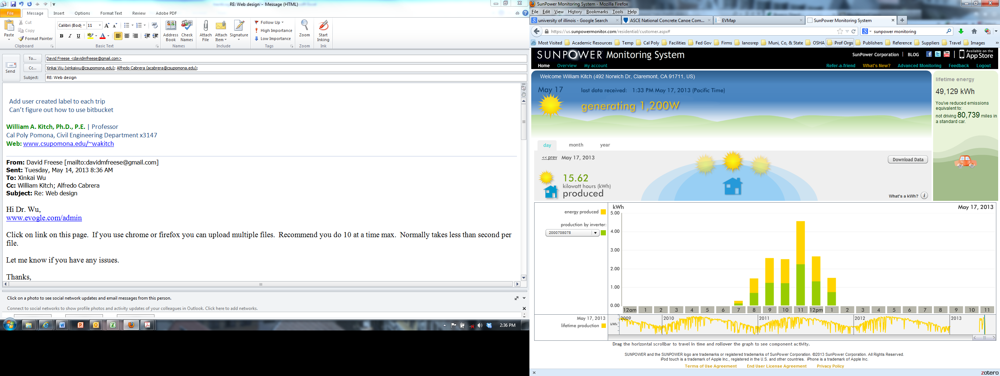 RE: Web design - Message (HTML)
File Message Insert Options Format Text Review Adobe PDF
Paste
Cut
Copy
Format Painter
Clipboard
Calibri (Body 11
B I U
Basic Text
Address Book
Check Names
Names
Attach File
Attach Item
Signature
Include
Follow Up
High Importance
Low Importance
Tags
Zoom
Zoom
Start Inking
Ink
Send
To... David Freese <davidmfreese@gmail.com>
Cc... Xinkai Wu (xinkaiwu@csupomona.edu); Alfredo Cabrera (acabrera@csupomona.edu);
Subject: RE: Web design
Add user created label to each trip
Can't figure out how to use bitbucket
William A. Kitch, Ph.D., P.E. | Professor
Cal Poly Pomona, Civil Engineering Department x3147
Web: www.csupomona.edu/~wakitch
From: David Freese [mailto:davidmfreese@gmail.com]
Sent: Tuesday, May 14, 2013 8:36 AM
To: Xinkai Wu
Cc: William Kitch; Alfredo Cabrera
Subject: Re: Web design
Hi Dr. Wu,
www.evogle.com/admin
Click on link on this page. If you use chrome or firefox you can upload multiple files. Recommend you do 10 at a time max. Normally takes less than second per
file.
Let me know if you have any issues.
Thanks,
Click on a photo to see social network updates and email messages from this person.
Connect to social networks to show profile photos and activity updates of your colleagues in Outlook. Click here to add networks.
2:36 PM
SunPower Monitoring System - Mozilla Firefox
File Edit View History Bookmarks Tools Help
university of illinois - Google Search
ASCE National Concrete Canoe Com...
EVMap
SunPower Monitoring System
https://us.sunpowermonitor.com/residential/customer.aspx#
sunpower monitoring
Most Visited Academic Resources Temp Cal Poly Facilities Fed Gov Firms Ianosrep Muni, Co, & State OSHA Prof Orgs Publishers Reference Suppliers Travel Images
SUNPOWER Monitoring System
SunPower Corporation | BLOG
Available on the App Store
Home Overview My account
Refer-a-friend What's New? Advanced Monitoring Feedback Logout
Welcome William Kitch (492 Norwich Dr, Claremont, CA 91711, US)
May 17
last data received: 1:33 PM May 17, 2013 (Pacific Time)
generating 1,200W
lifetime energy
49,129 kWh
You've reduced emissions
equivalent to:
not driving 80,739 miles in
a standard car.
day month year
<< prev May 17, 2013
Download Data
15.62
kilowatt hours (kWh)
produced
What's a kWh? i
energy produced
production by inverter:
2000708078
kWh
May 17, 2013
5.00
4.00
3.00
2.00
1.00
0.00
12am 1 2 3 4 5 6 7 8 9 10 11 12pm 1 2 3 4 5 6 7 8 9 10 11
May 17, 2013
lifetime production
kWh
2009 2010 2011 2012 2013
Drag the horizontal scrollbar to travel in time and rollover the graph to see component activity.
SUNPOWER and the SUNPOWER logo are trademarks or registered trademarks of SunPower Corporation. ©2013 SunPower Corporation. All Rights Reserved.
iPod touch is a trademark of Apple Inc., registered in the U.S. and other countries. iPhone is a trademark of Apple Inc.
Terms of Use Agreement End User License Agreement Privacy Policy
zotero